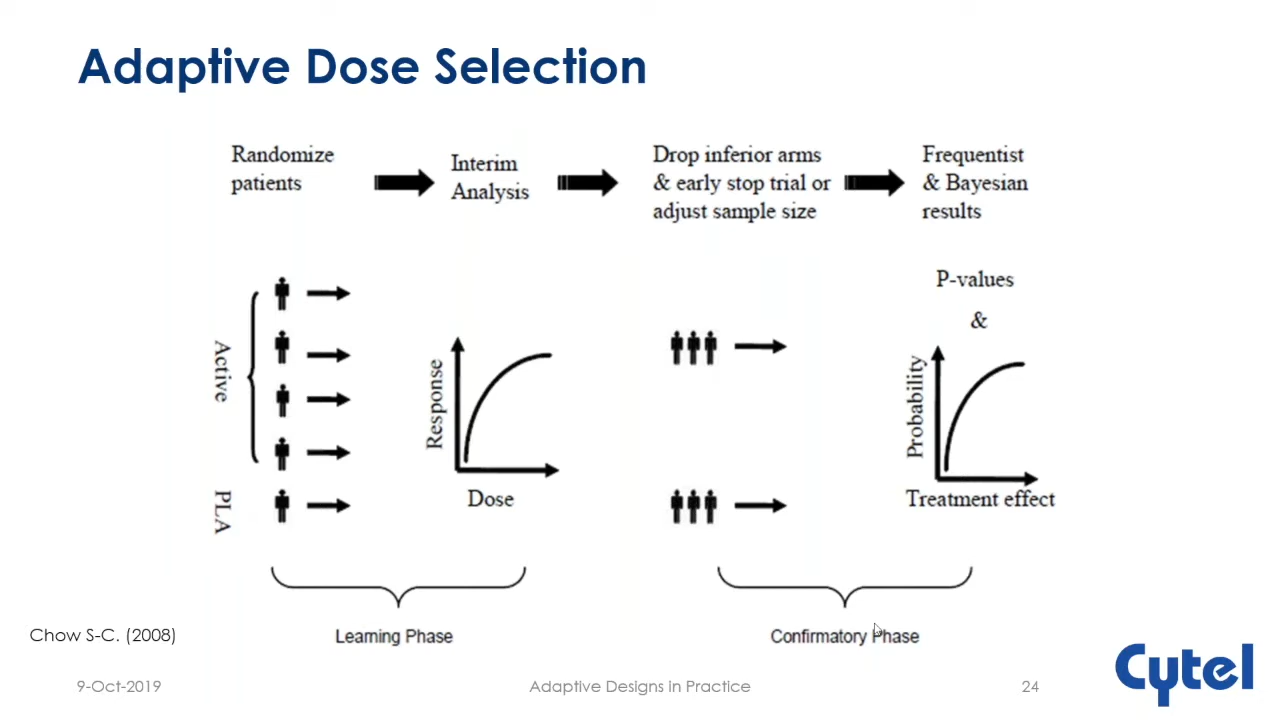 Adaptive Dose Selection
Randomize
patients
Interim
Analysis
Drop inferior arms
& early stop trial or
adjust sample size
Frequentist
& Bayesian
results
Active
PLA
Response
Dose
P-values
&
Probability
Treatment effect
Learning Phase
Confirmatory Phase
Chow S-C. (2008)
9-Oct-2019
Adaptive Designs in Practice
24
Cytel